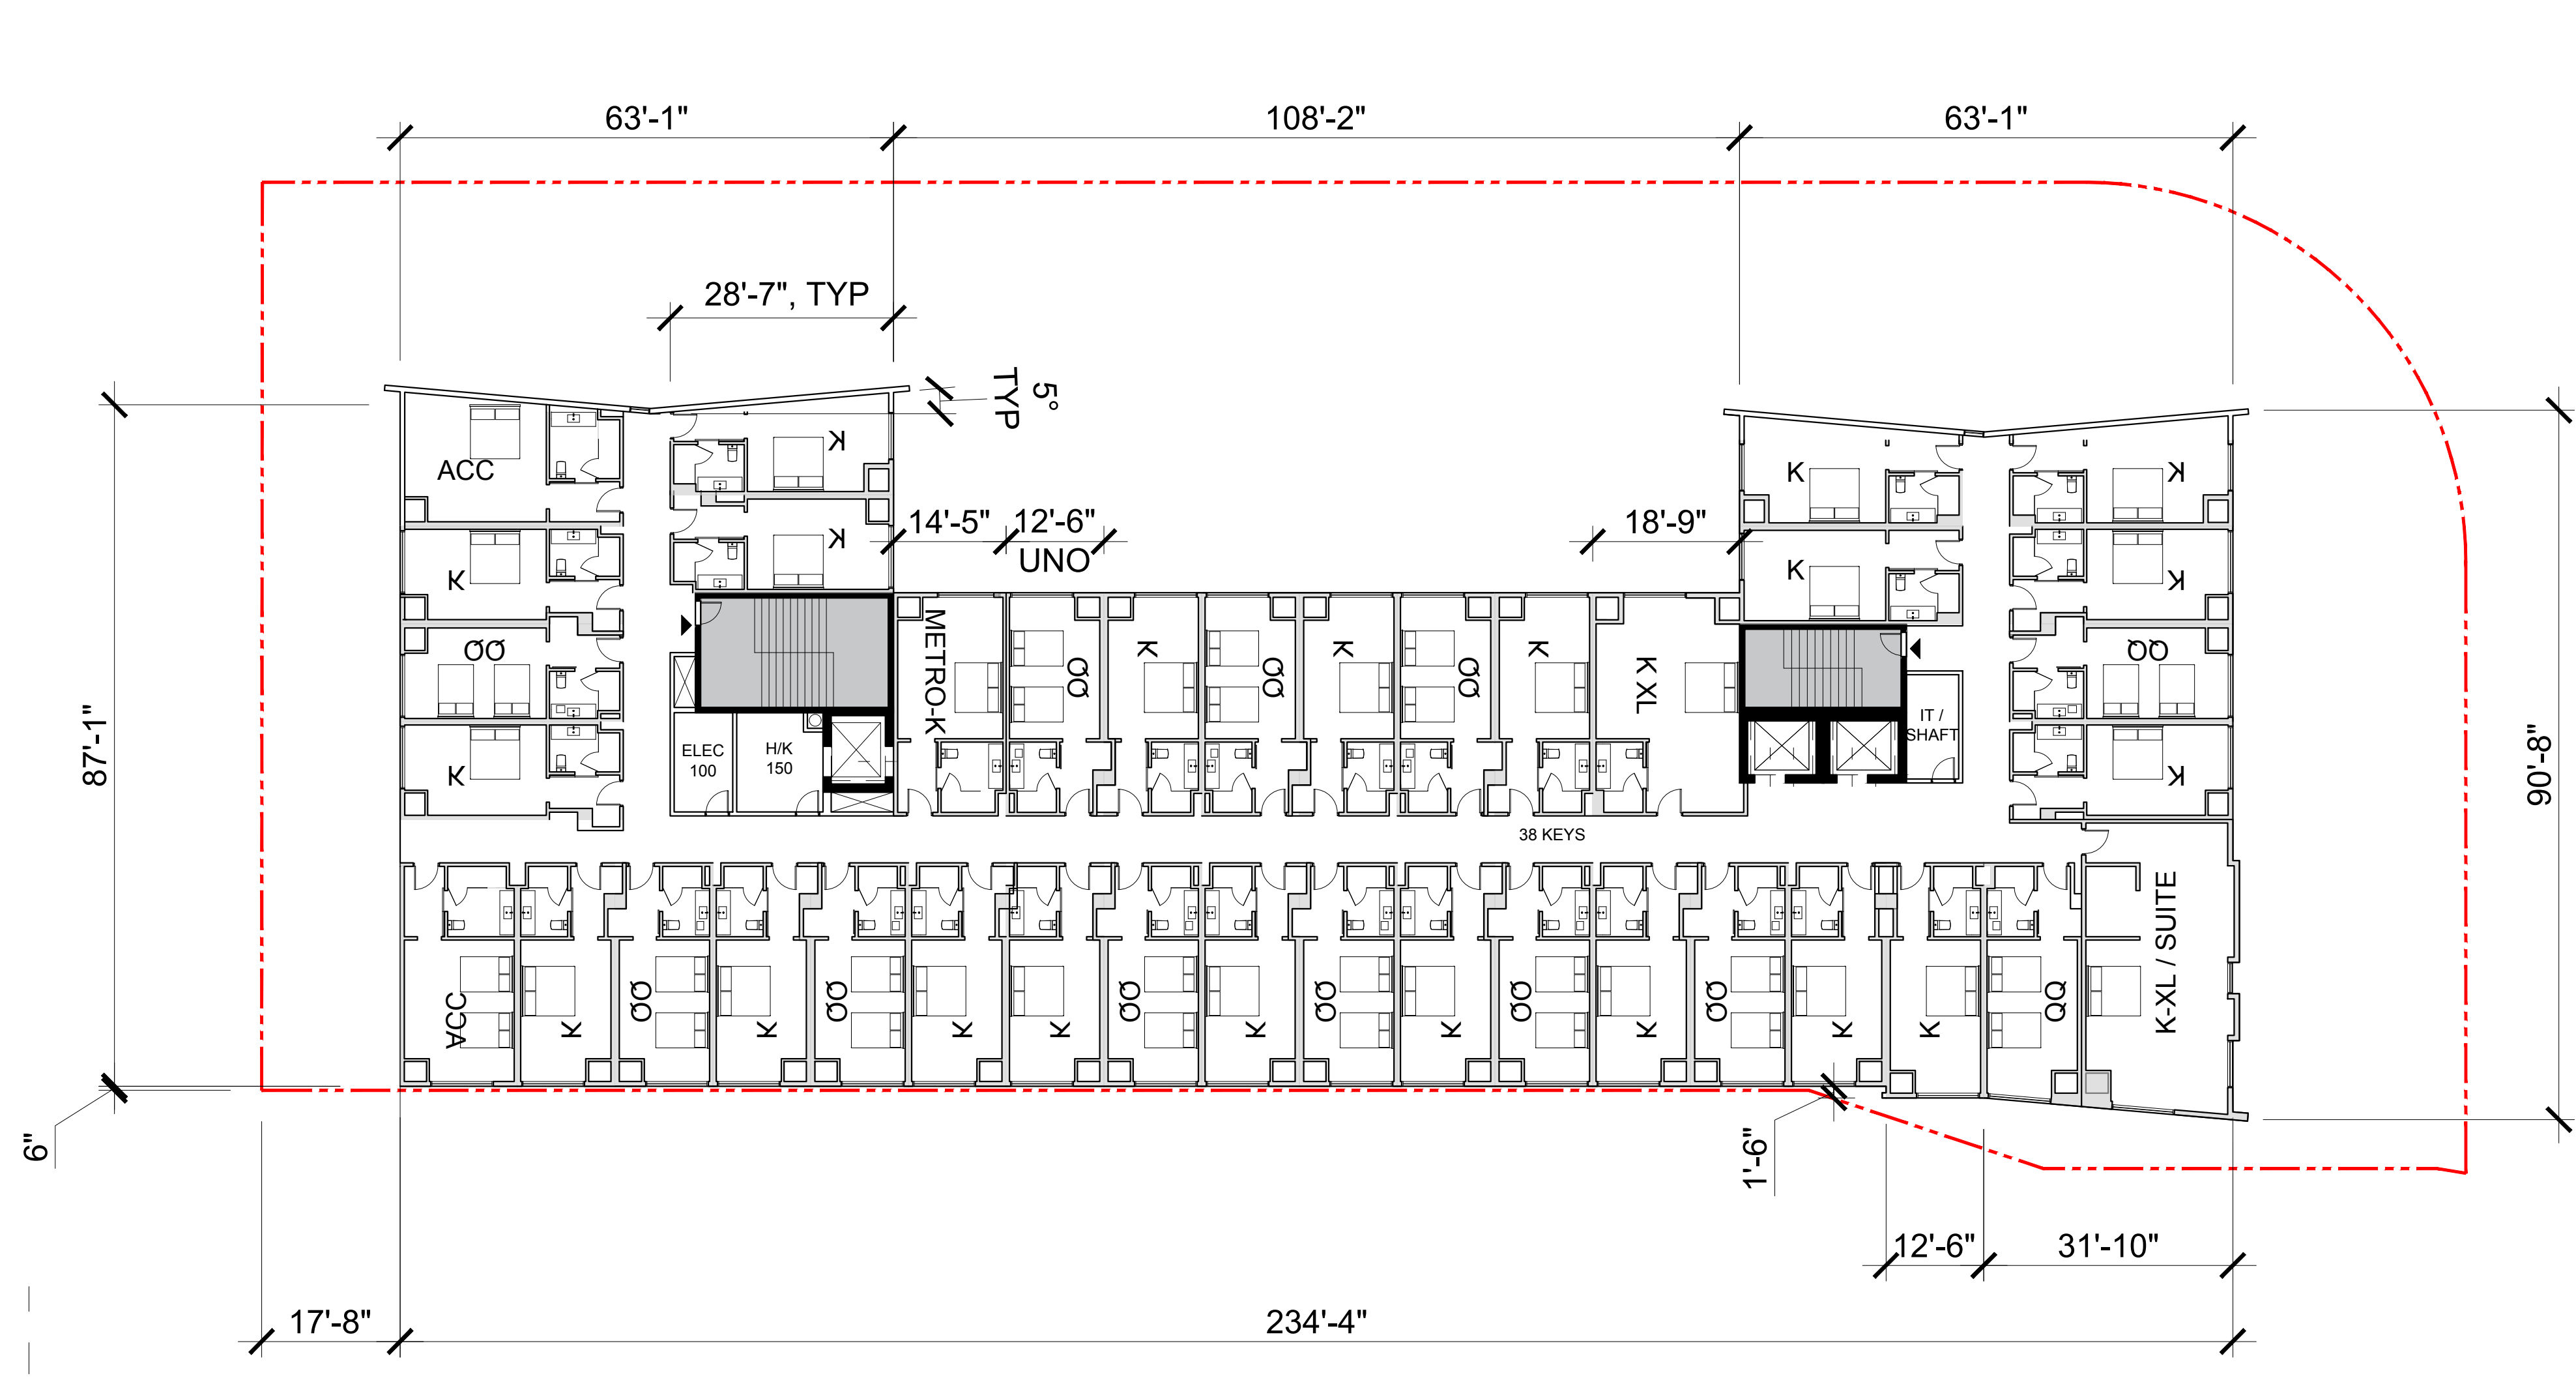 63'-1"
108'-2"
63'-1"
28'-7", TYP
5°
TYP
ACC
K
K
K
K
14'-5"
12'-6"
UNO
18'-9"
K
K
K
K
QQ
QQ
K
METRO-K
QQ
K
QQ
K
QQ
K
K XL
ELEC
100
H/K
150
IT /
SHAFT
K
87'-1"
90'-8"
38 KEYS
ACC
K
QQ
K
QQ
K
K
QQ
K
QQ
K
QQ
K
QQ
K
K
QQ
K-XL / SUITE
6"
1'-6"
12'-6"
31'-10"
17'-8"
234'-4"